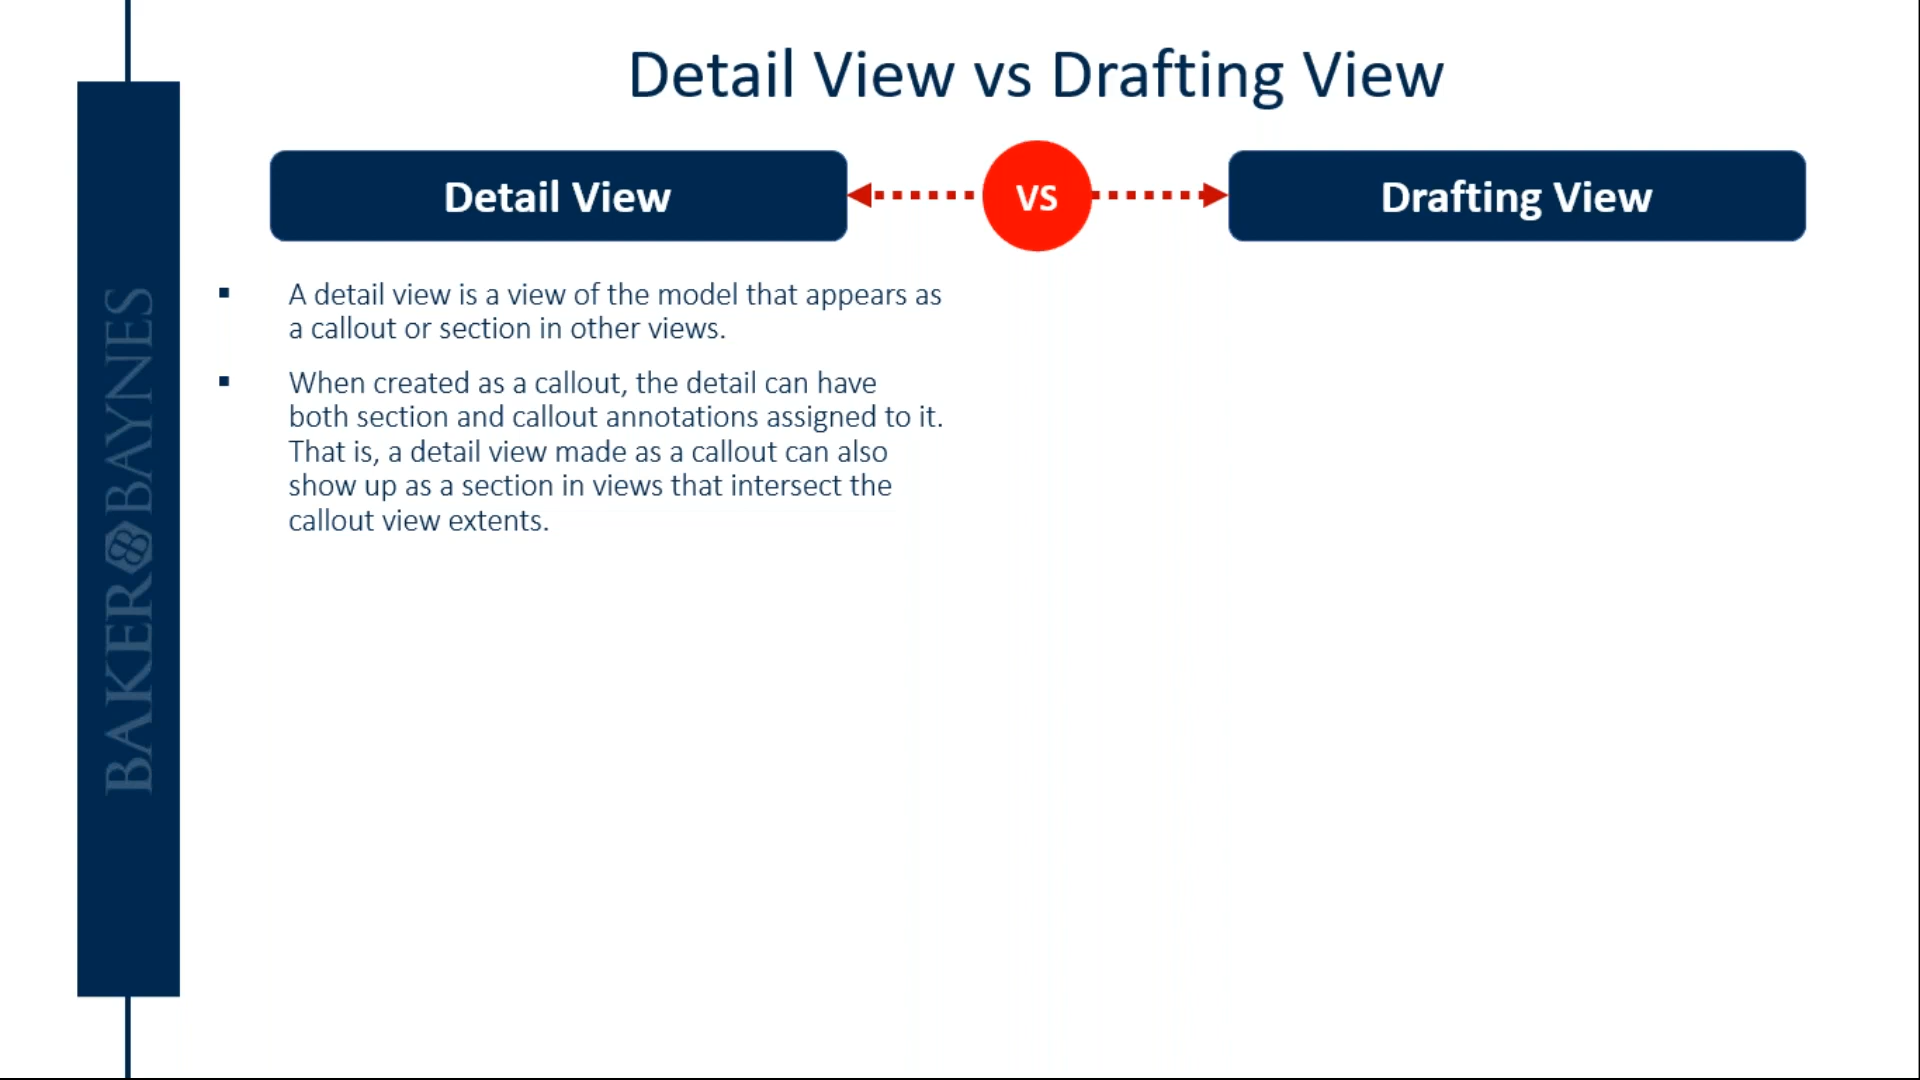 Detail View vs Drafting View
Detail View
VS
Drafting View
▪ A detail view is a view of the model that appears as
a callout or section in other views.
▪ When created as a callout, the detail can have
both section and callout annotations assigned to it.
That is, a detail view made as a callout can also
show up as a section in views that intersect the
callout view extents.
BAKER BAYNES